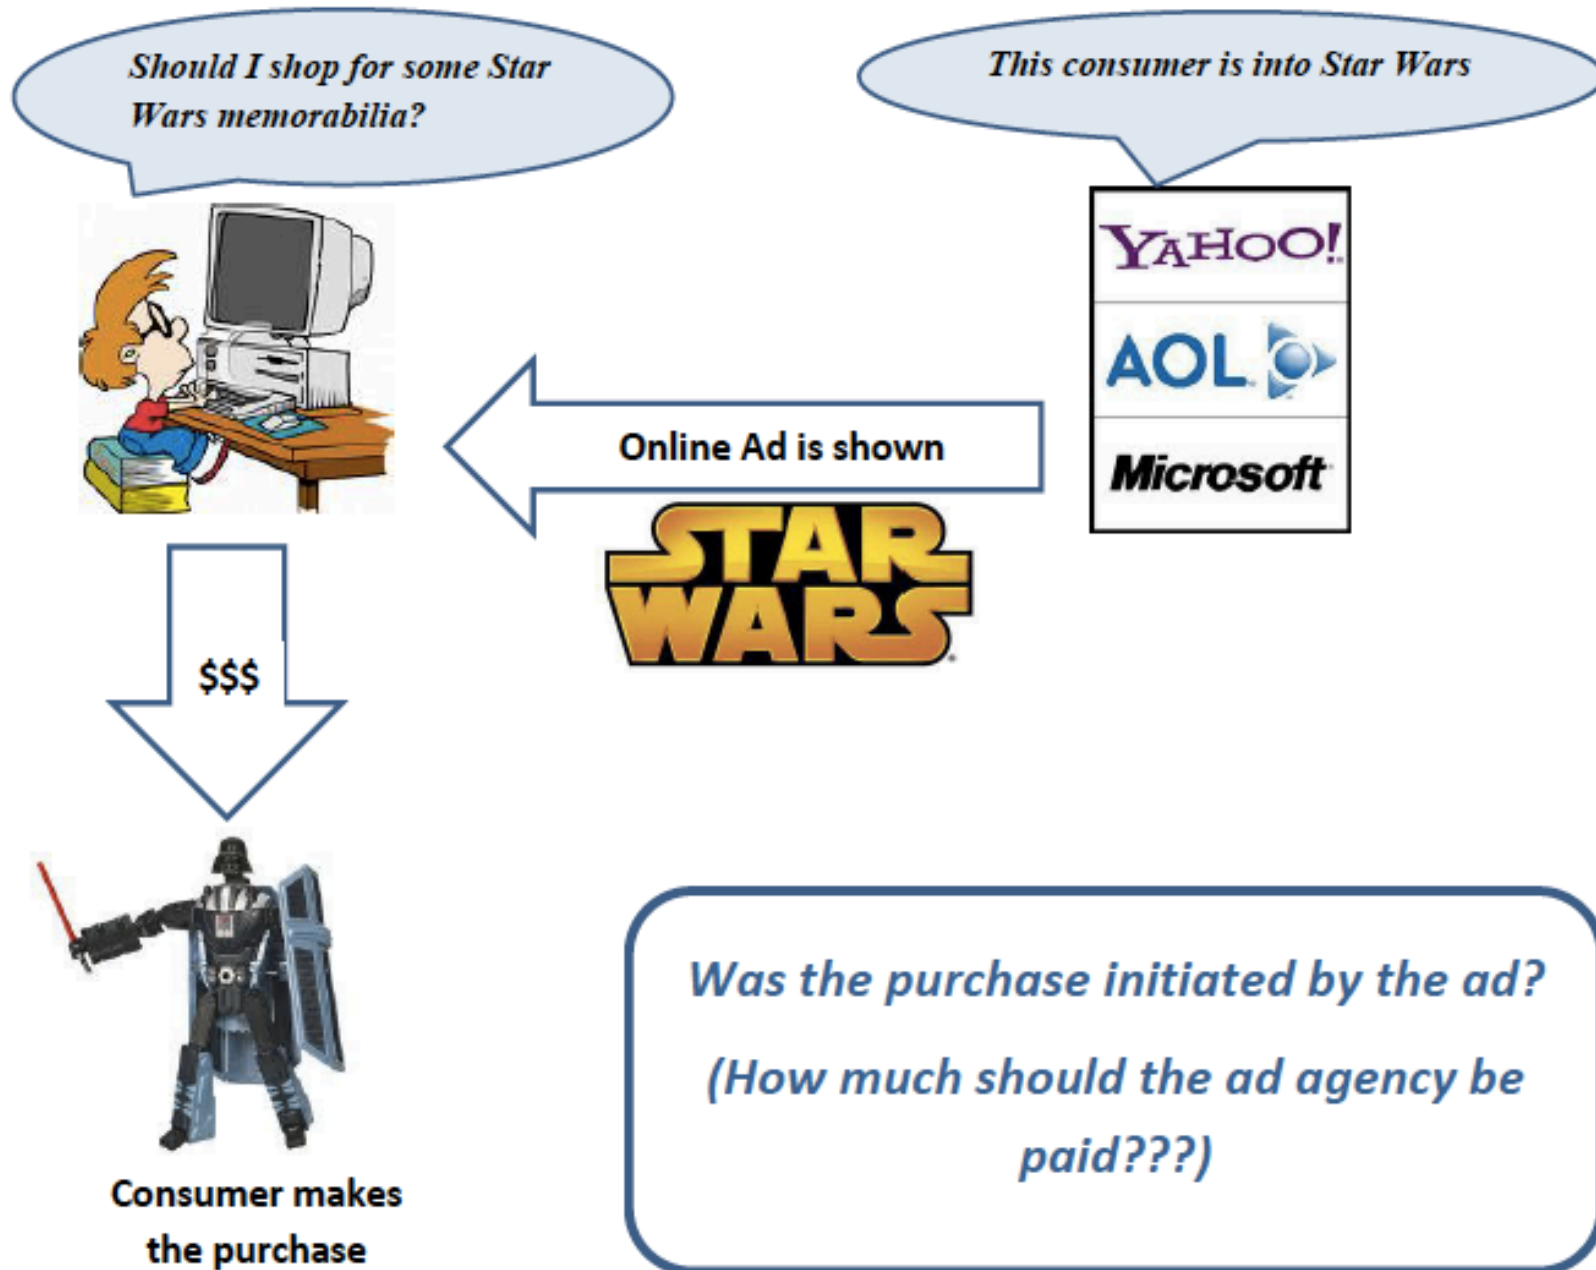 Should I shop for some Star
Wars memorabilia?
This consumer is into Star Wars
YAHOO!
AOL
Microsoft
Online Ad is shown
STAR
WARS
$$$
Consumer makes
the purchase
Was the purchase initiated by the ad?
(How much should the ad agency be
paid???)